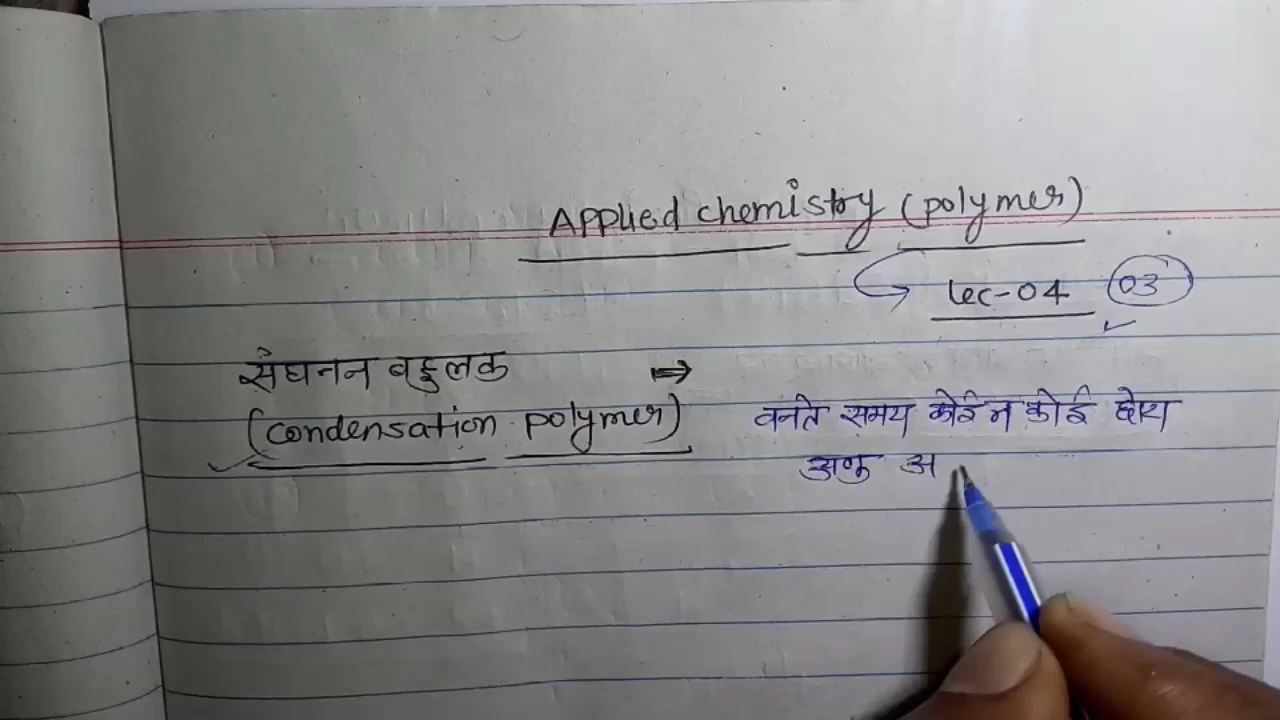 Applied chemistry (polymer)
Lec-04 03
संघनन बहुलक
(condensation polymer)
बनते समय कोई न कोई छोटा
अणु अ